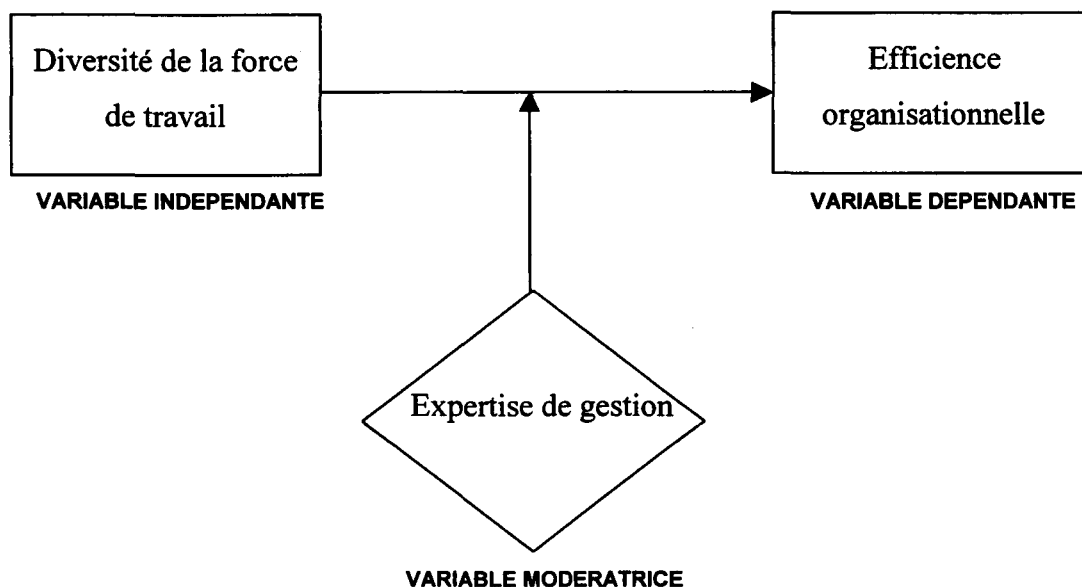 Diversité de la force
de travail
VARIABLE INDEPENDANTE
Efficience
organisationnelle
VARIABLE DEPENDANTE
Expertise de gestion
VARIABLE MODERATRICE